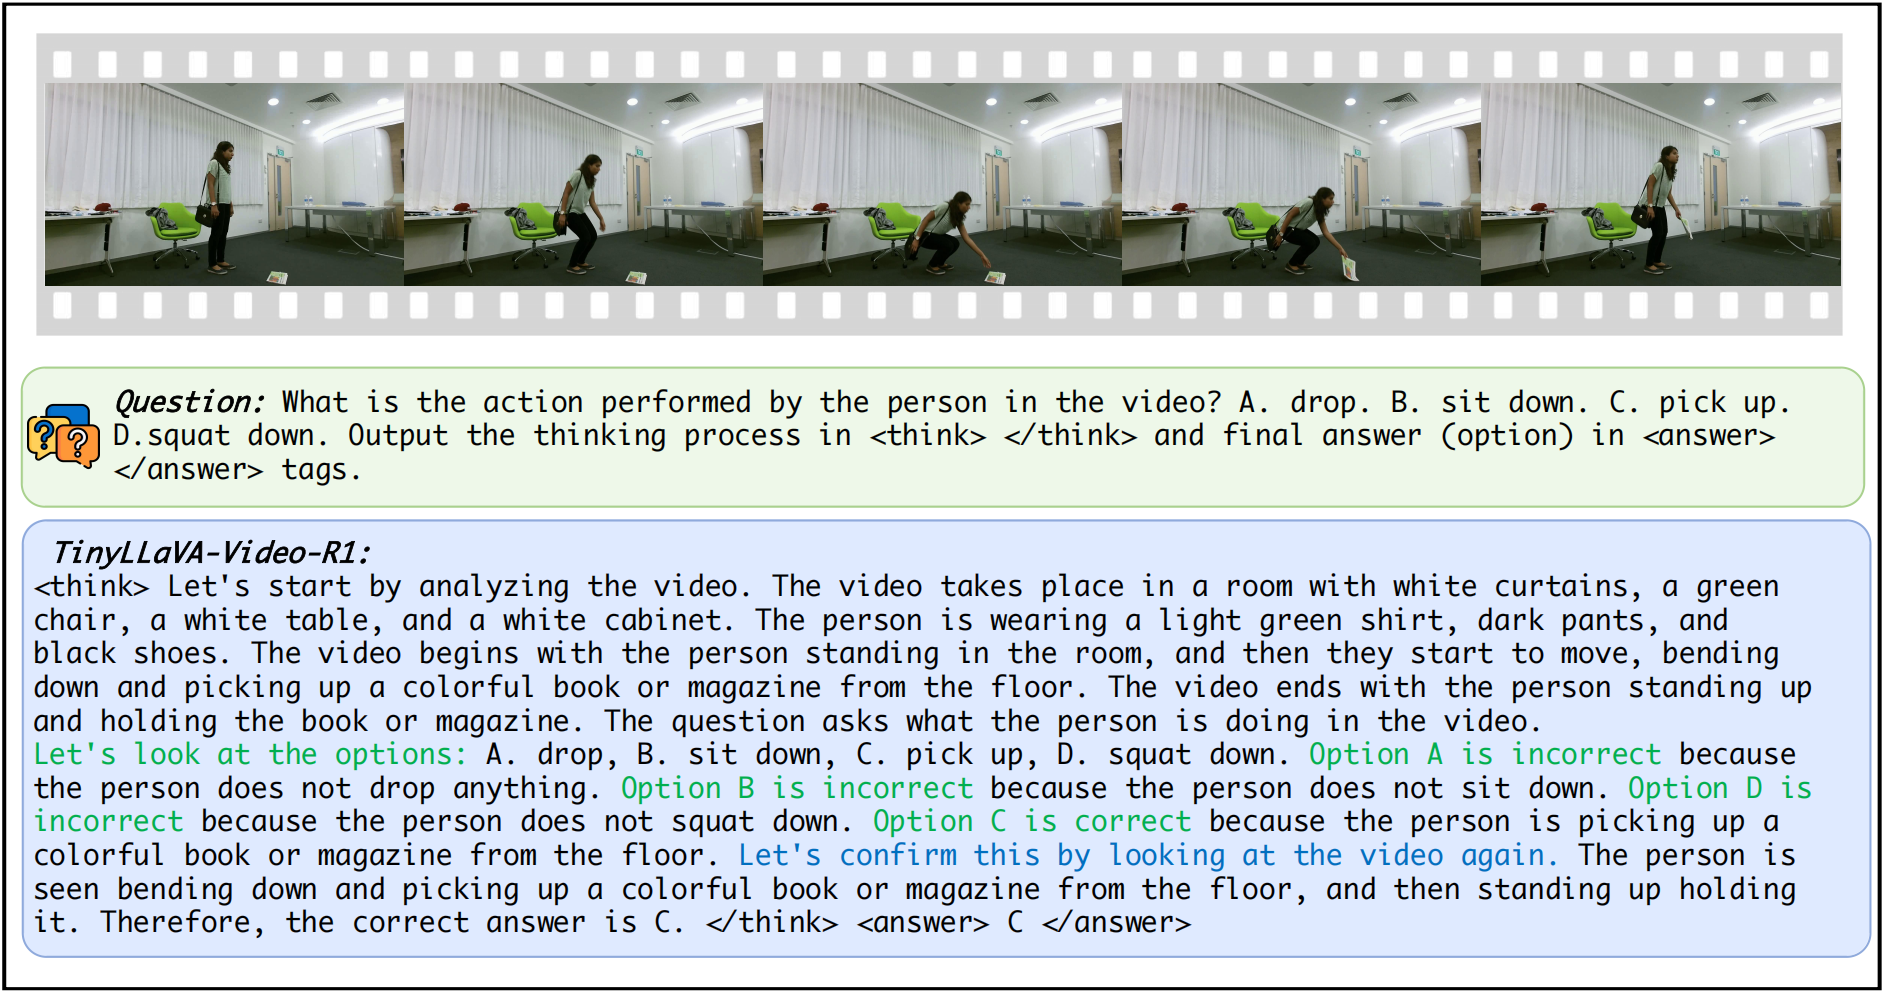 Question: What is the action performed by the person in the video? A. drop. B. sit down. C. pick up.
D.squat down. Output the thinking process in <think> </think> and final answer (option) in <answer>
</answer> tags.
TinyLLaVA-Video-R1:
<think> Let's start by analyzing the video. The video takes place in a room with white curtains, a green
chair, a white table, and a white cabinet. The person is wearing a light green shirt, dark pants, and
black shoes. The video begins with the person standing in the room, and then they start to move, bending
down and picking up a colorful book or magazine from the floor. The video ends with the person standing up
and holding the book or magazine. The question asks what the person is doing in the video.
Let's look at the options: A. drop, B. sit down, C. pick up, D. squat down. Option A is incorrect because
the person does not drop anything. Option B is incorrect because the person does not sit down. Option D is
incorrect because the person does not squat down. Option C is correct because the person is picking up a
colorful book or magazine from the floor. Let's confirm this by looking at the video again. The person is
seen bending down and picking up a colorful book or magazine from the floor, and then standing up holding
it. Therefore, the correct answer is C. </think> <answer> C </answer>